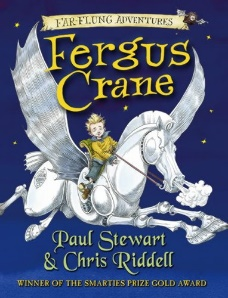 FAR-FLUNG ADVENTURES
Fergus
Crane
Paul Stewart
& Chris Riddell
WINNER OF THE SMARTIES PRIZE GOLD AWARD